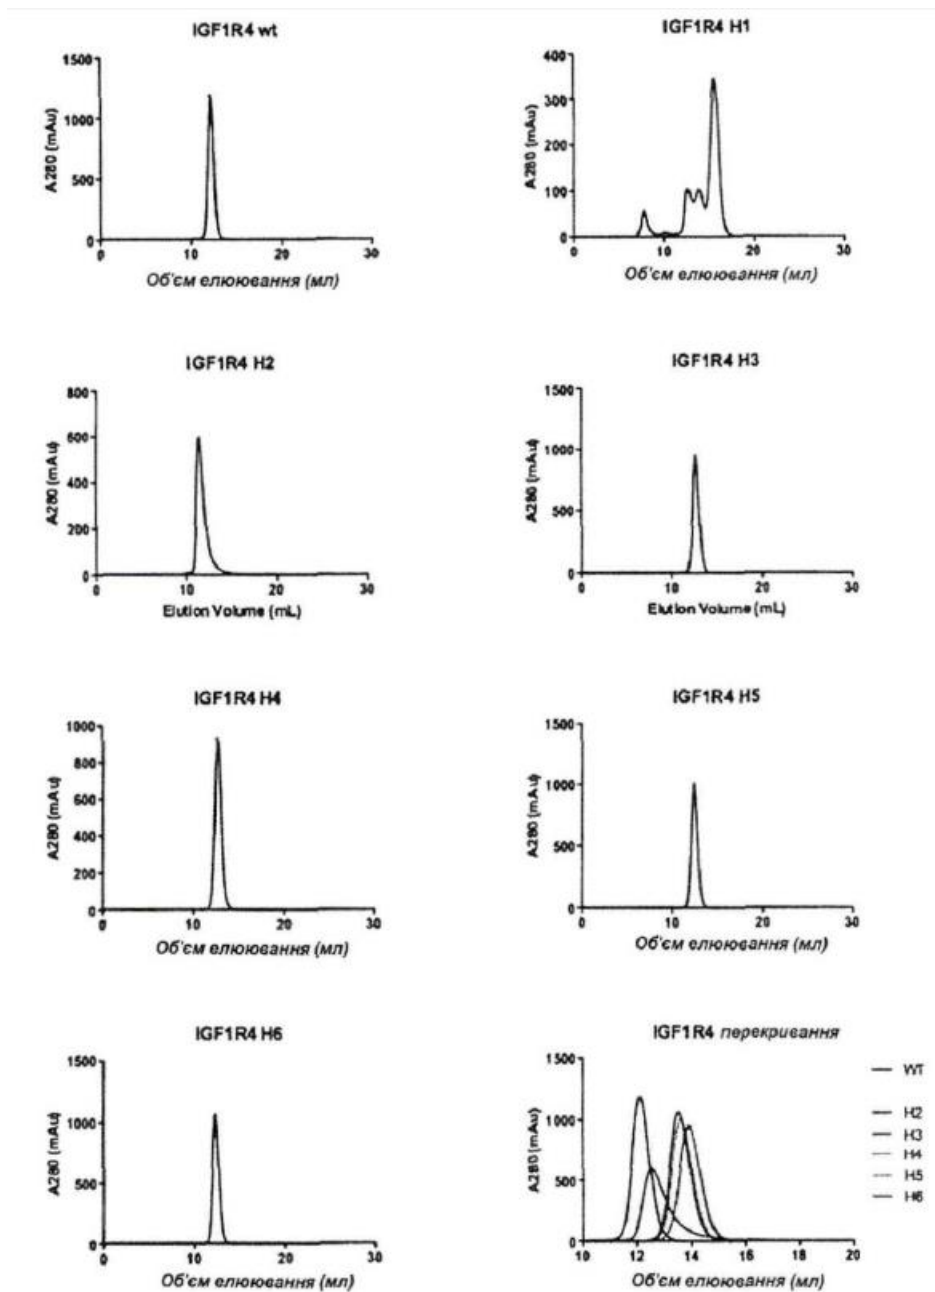 IGF1R4 wt
1500
1000
500
0
A280 (mAu)
0 10 20 30
Об'єм елюювання (мл)
IGF1R4 H1
400
300
200
100
0
A280 (mAu)
0 10 20 30
Об'єм елюювання (мл)
IGF1R4 H2
800
600
400
200
0
A280 (mAu)
0 10 20 30
Elution Volume (mL)
IGF1R4 H3
1500
1000
500
0
A280 (mAu)
0 10 20 30
Elution Volume (mL)
IGF1R4 H4
1000
800
600
400
200
0
A280 (mAu)
0 10 20 30
Об'єм елюювання (мл)
IGF1R4 H5
1500
1000
500
0
A280 (mAu)
0 10 20 30
Об'єм елюювання (мл)
IGF1R4 H6
1500
1000
500
0
A280 (mAu)
0 10 20 30
Об'єм елюювання (мл)
IGF1R4 перекривання
1500
1000
500
0
A280 (mAu)
10 12 14 16 18 20
Об'єм елюювання (мл)
WT
H2
H3
H4
H5
H6